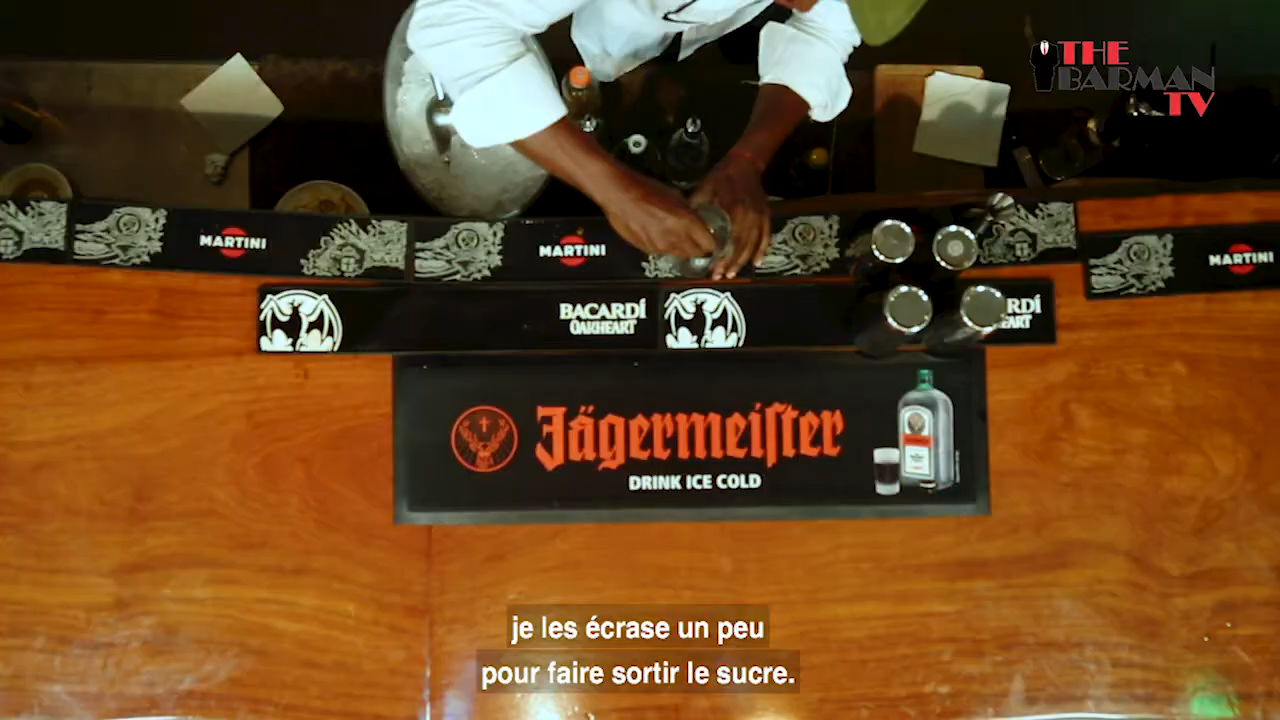 THE
BARMAN
TV
MARTINI
MARTINI
MARTINI
BACARDÍ
OAKHEART
RDÍ
ART
Jägermeister
DRINK ICE COLD
je les écrase un peu
pour faire sortir le sucre.